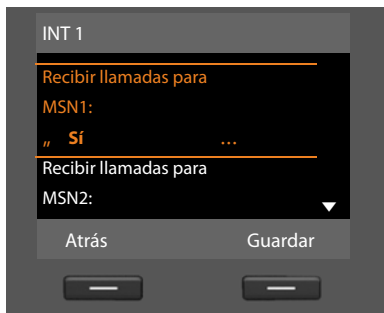 INT 1
Recibir llamadas para
MSN1:
„ Sí …
Recibir llamadas para
MSN2:
Atrás Guardar